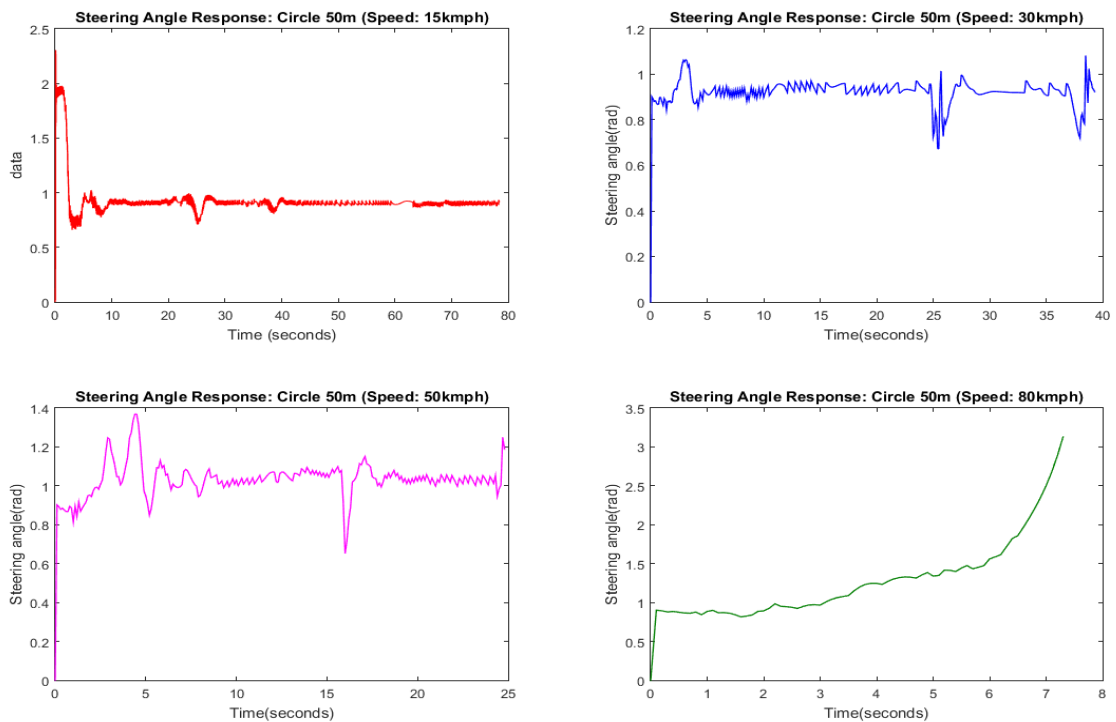 Steering Angle Response: Circle 50m (Speed: 15kmph)
2.5
2
1.5
1
0.5
0
data
0 10 20 30 40 50 60 70 80
Time (seconds)
Steering Angle Response: Circle 50m (Speed: 30kmph)
1.2
1
0.8
0.6
0.4
0.2
0
Steering angle(rad)
0 5 10 15 20 25 30 35 40
Time(seconds)
Steering Angle Response: Circle 50m (Speed: 50kmph)
1.4
1.2
1
0.8
0.6
0.4
0.2
0
Steering angle(rad)
0 5 10 15 20 25
Time(seconds)
Steering Angle Response: Circle 50m (Speed: 80kmph)
3.5
3
2.5
2
1.5
1
0.5
0
Steering angle(rad)
0 1 2 3 4 5 6 7 8
Time(seconds)